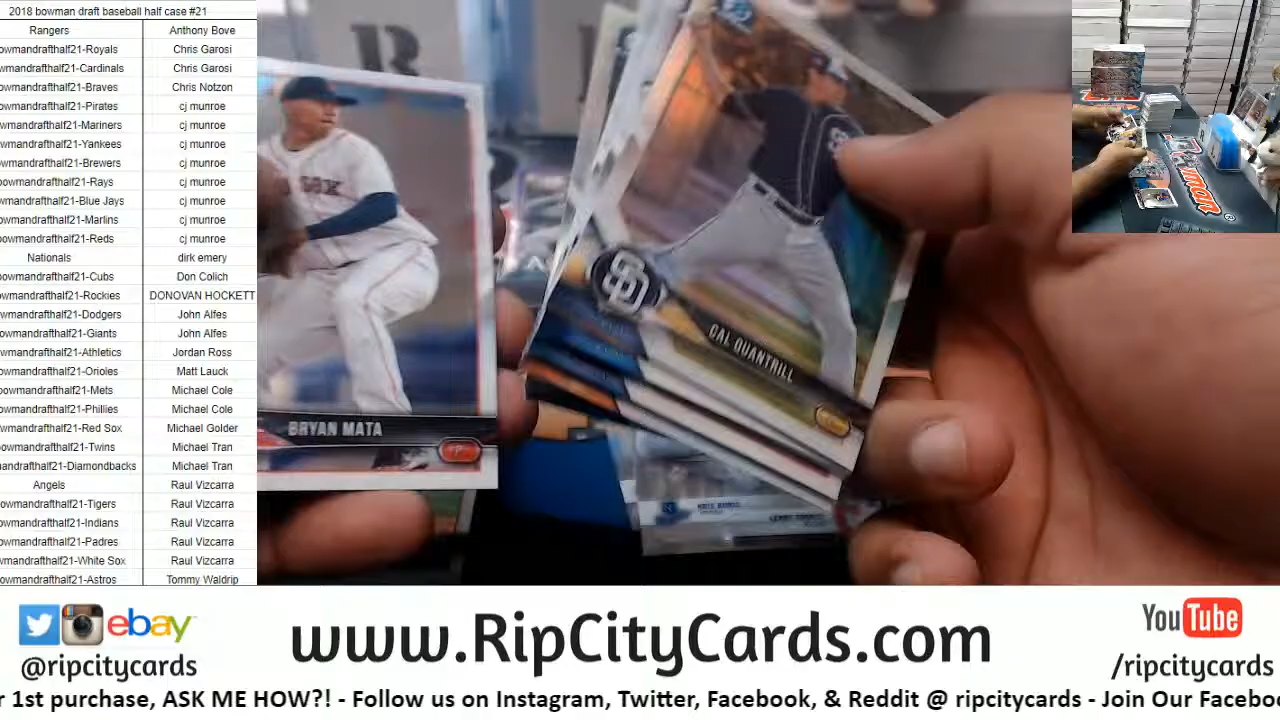 2018 bowman draft baseball half case #21
Rangers Anthony Bove
owmandrafthalf21-Royals Chris Garosi
owmandrafthalf21-Cardinals Chris Garosi
owmandrafthalf21-Braves Chris Notzon
owmandrafthalf21-Pirates cj munroe
owmandrafthalf21-Mariners cj munroe
owmandrafthalf21-Yankees cj munroe
owmandrafthalf21-Brewers cj munroe
owmandrafthalf21-Rays cj munroe
owmandrafthalf21-Blue Jays cj munroe
owmandrafthalf21-Marlins cj munroe
owmandrafthalf21-Reds cj munroe
Nationals dirk emery
owmandrafthalf21-Cubs Don Colich
owmandrafthalf21-Rockies DONOVAN HOCKETT
owmandrafthalf21-Dodgers John Alfes
owmandrafthalf21-Giants John Alfes
owmandrafthalf21-Athletics Jordan Ross
owmandrafthalf21-Orioles Matt Lauck
owmandrafthalf21-Mets Michael Cole
owmandrafthalf21-Phillies Michael Cole
owmandrafthalf21-Red Sox Michael Golder
owmandrafthalf21-Twins Michael Tran
andrafthalf21-Diamondbacks Michael Tran
Angels Raul Vizcarra
owmandrafthalf21-Tigers Raul Vizcarra
owmandrafthalf21-Indians Raul Vizcarra
owmandrafthalf21-Padres Raul Vizcarra
owmandrafthalf21-White Sox Raul Vizcarra
owmandrafthalf21-Astros Tommy Waldrip
SOX
BRYAN MATA
P
SD
CAL QUANTRILL
Bowman
ebay
@ripcitycards
www.RipCityCards.com
YouTube
/ripcitycards
r 1st purchase, ASK ME HOW?! - Follow us on Instagram, Twitter, Facebook, & Reddit @ ripcitycards - Join Our Facebo